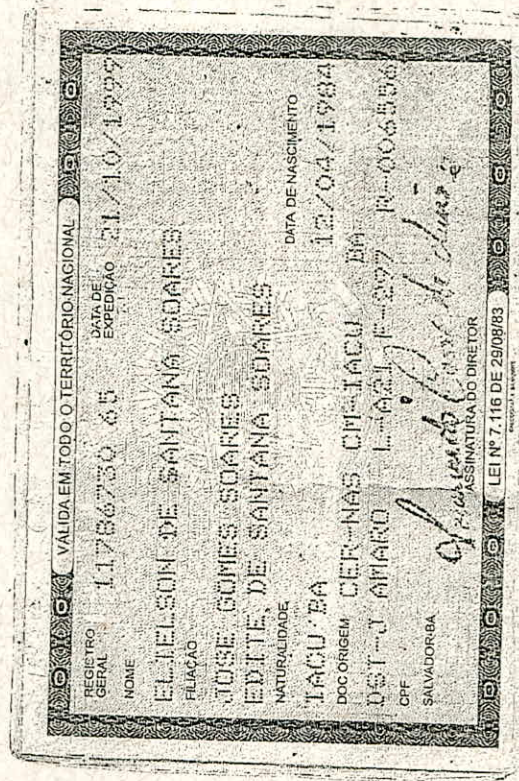 VÁLIDA EM TODO O TERRITÓRIO NACIONAL
REGISTRO GERAL 11786730 65 DATA DE EXPEDIÇÃO 21/10/1999
NOME
ELIELSON DE SANTANA SOARES
FILIAÇÃO
JOSE GOMES SOARES
EDITE DE SANTANA SOARES
NATURALIDADE DATA DE NASCIMENTO
IACU BA 12/04/1984
DOC ORIGEM CER-NAS CM-IACU BA
DST-J AMARO L-A21 F-297 R-006556
CPF
SALVADOR-BA
ASSINATURA DO DIRETOR
LEI Nº 7.116 DE 29/08/83